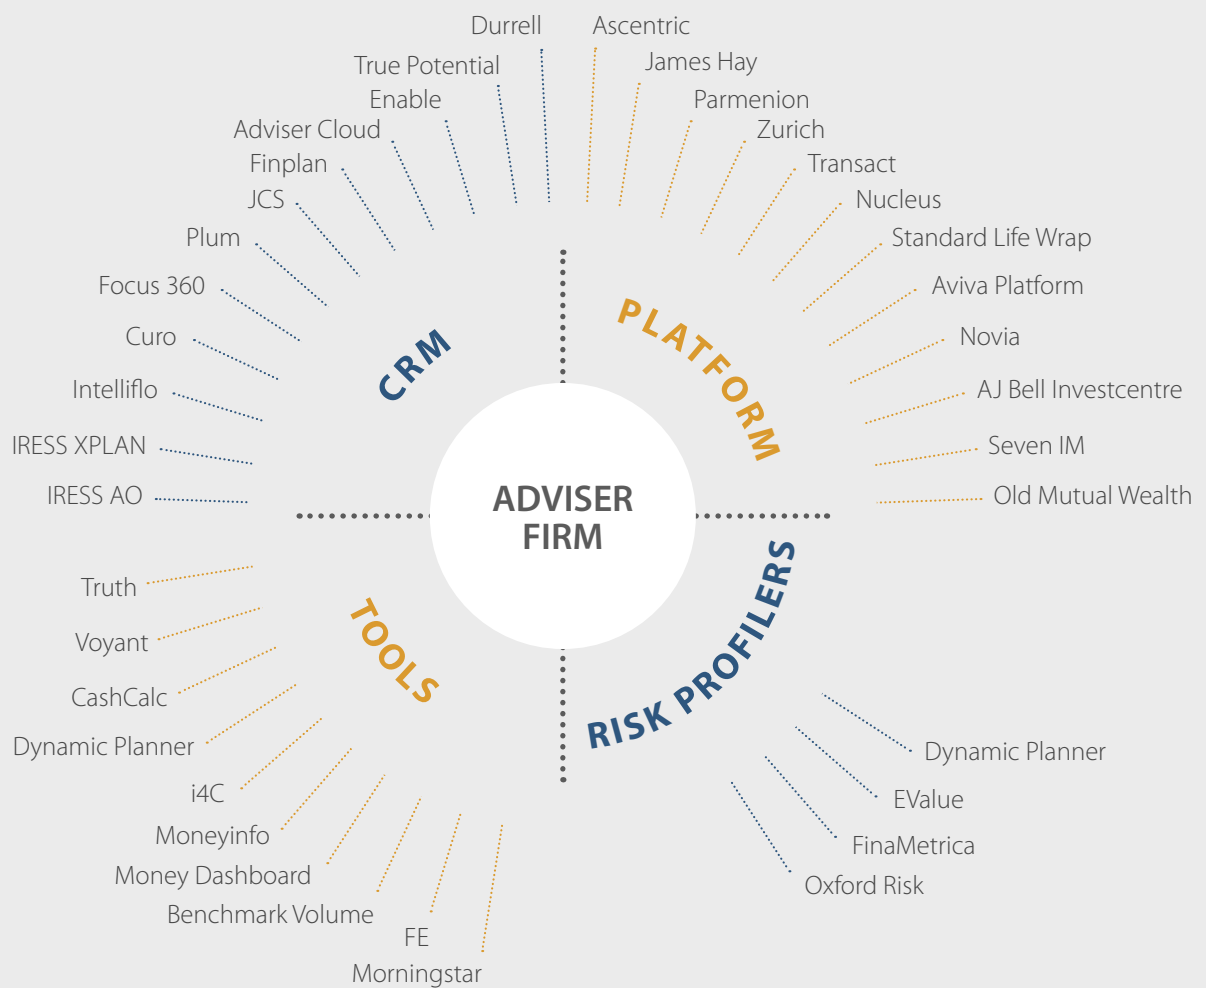 Durrell
True Potential
Enable
Adviser Cloud
Finplan
JCS
Plum
Focus 360
Curo
Intelliflo
IRESS XPLAN
IRESS AO
CRM
Ascentric
James Hay
Parmenion
Zurich
Transact
Nucleus
Standard Life Wrap
Aviva Platform
Novia
AJ Bell Investcentre
Seven IM
Old Mutual Wealth
PLATFORM
ADVISER
FIRM
Truth
Voyant
CashCalc
Dynamic Planner
i4C
Moneyinfo
Money Dashboard
Benchmark Volume
FE
Morningstar
TOOLS
RISK PROFILERS
Dynamic Planner
EValue
FinaMetrica
Oxford Risk